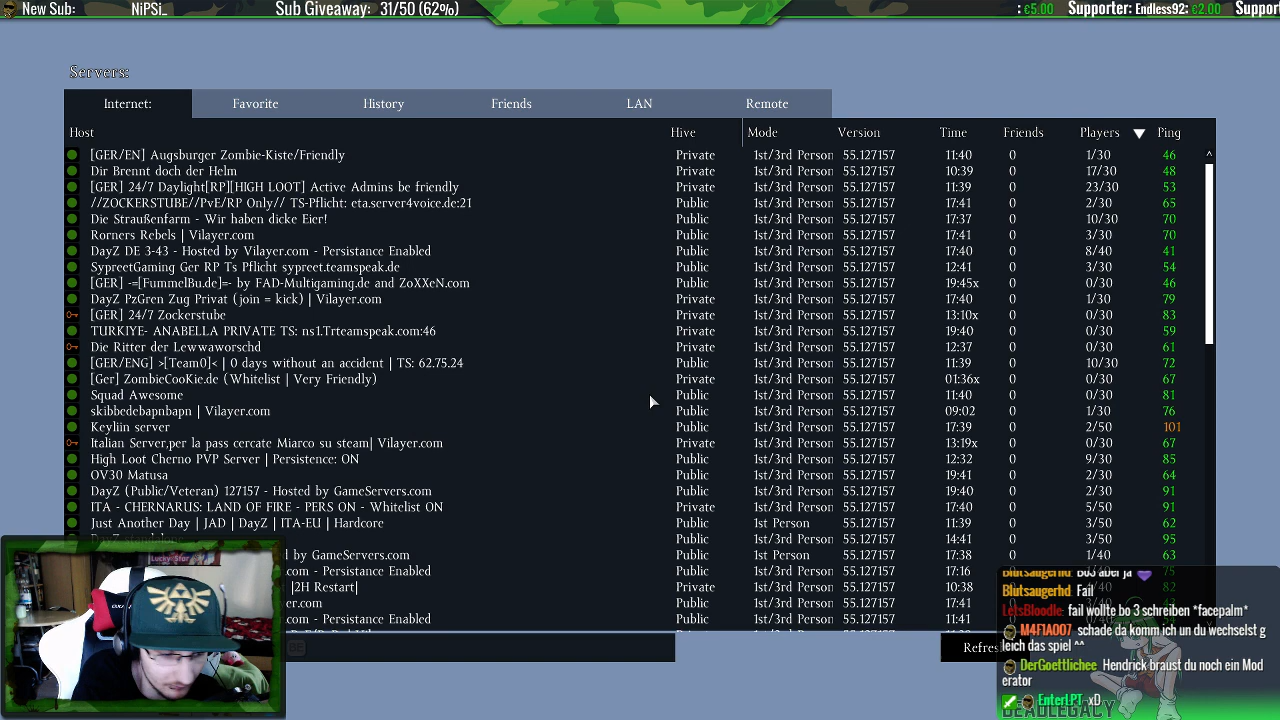 New Sub: NiPSi_ Sub Giveaway: 31/50 (62%) : €5.00 Supporter: Endless92: €2.00 Suppor
Servers:
Internet: Favorite History Friends LAN Remote
Host Hive Mode Version Time Friends Players Ping
[GER/EN] Augsburger Zombie-Kiste/Friendly Private 1st/3rd Person 55.127157 11:40 0 1/30 46
Dir Brennt doch der Helm Private 1st/3rd Person 55.127157 10:39 0 17/30 48
[GER] 24/7 Daylight[RP][HIGH LOOT] Active Admins be friendly Private 1st/3rd Person 55.127157 11:39 0 23/30 53
//ZOCKERSTUBE//PvE/RP Only// TS-Pflicht: eta.server4voice.de:21 Public 1st/3rd Person 55.127157 17:41 0 2/30 65
Die Straußenfarm - Wir haben dicke Eier! Public 1st/3rd Person 55.127157 17:37 0 10/30 70
Rorners Rebels | Vilayer.com Public 1st/3rd Person 55.127157 17:41 0 3/30 70
DayZ DE 3-43 - Hosted by Vilayer.com - Persistance Enabled Public 1st/3rd Person 55.127157 17:40 0 8/40 41
SypreetGaming Ger RP Ts Pflicht sypreet.teamspeak.de Public 1st/3rd Person 55.127157 12:41 0 3/30 54
[GER] -=[FummelBu.de]=- by FAD-Multigaming.de and ZoXXeN.com Public 1st/3rd Person 55.127157 19:45x 0 0/30 46
DayZ PzGren Zug Privat (join = kick) | Vilayer.com Public 1st/3rd Person 55.127157 17:40 0 1/30 79
[GER] 24/7 Zockerstube Private 1st/3rd Person 55.127157 13:10x 0 0/30 83
TURKIYE- ANABELLA PRIVATE TS: ns1.Trteamspeak.com:46 Public 1st/3rd Person 55.127157 19:40 0 0/30 59
Die Ritter der Lewwaworschd Private 1st/3rd Person 55.127157 12:37 0 0/30 61
[GER/ENG] >[Team0]< | 0 days without an accident | TS: 62.75.24 Public 1st/3rd Person 55.127157 11:39 0 10/30 72
[Ger] ZombieCooKie.de (Whitelist | Very Friendly) Private 1st/3rd Person 55.127157 01:36x 0 0/30 67
Squad Awesome Public 1st/3rd Person 55.127157 11:40 0 0/30 81
skibbedebapnbapn | Vilayer.com Public 1st/3rd Person 55.127157 09:02 0 1/30 76
Keyliin server Public 1st/3rd Person 55.127157 17:39 0 2/50 101
Italian Server,per la pass cercate Miarco su steam| Vilayer.com Private 1st/3rd Person 55.127157 13:19x 0 0/30 67
High Loot Cherno PVP Server | Persistence: ON Public 1st/3rd Person 55.127157 12:32 0 9/30 85
OV30 Matusa Public 1st/3rd Person 55.127157 19:41 0 2/30 64
DayZ (Public/Veteran) 127157 - Hosted by GameServers.com Public 1st/3rd Person 55.127157 19:40 0 2/30 91
ITA - CHERNARUS: LAND OF FIRE - PERS ON - Whitelist ON Public 1st/3rd Person 55.127157 17:40 0 5/50 91
Just Another Day | JAD | DayZ | ITA-EU | Hardcore Public 1st Person 55.127157 11:39 0 3/50 62
DayZ standalone Public 1st/3rd Person 55.127157 14:41 0 3/50 95
ed by GameServers.com Public 1st Person 55.127157 17:38 0 1/40 63
.com - Persistance Enabled Public 1st/3rd Person 55.127157 17:16 0 75
|2H Restart| Private 1st/3rd Person 55.127157 10:38 82
yer.com Public 1st/3rd Person 55.127157 17:41
.com - Persistance Enabled Public 1st/3rd Person 55.127157 17:41
Refres
Blutsaugerhd: Bo3 aber ja
Blutsaugerhd: Fail
LetsBloodle: fail wollte bo 3 schreiben *facepalm*
M4F1A007 schade da komm ich un du wechselst g
leich das spiel ^^
DerGoettlichee: Hendrick braust du noch ein Mod
erator
EnterLPT: xD
DEADLEGACY